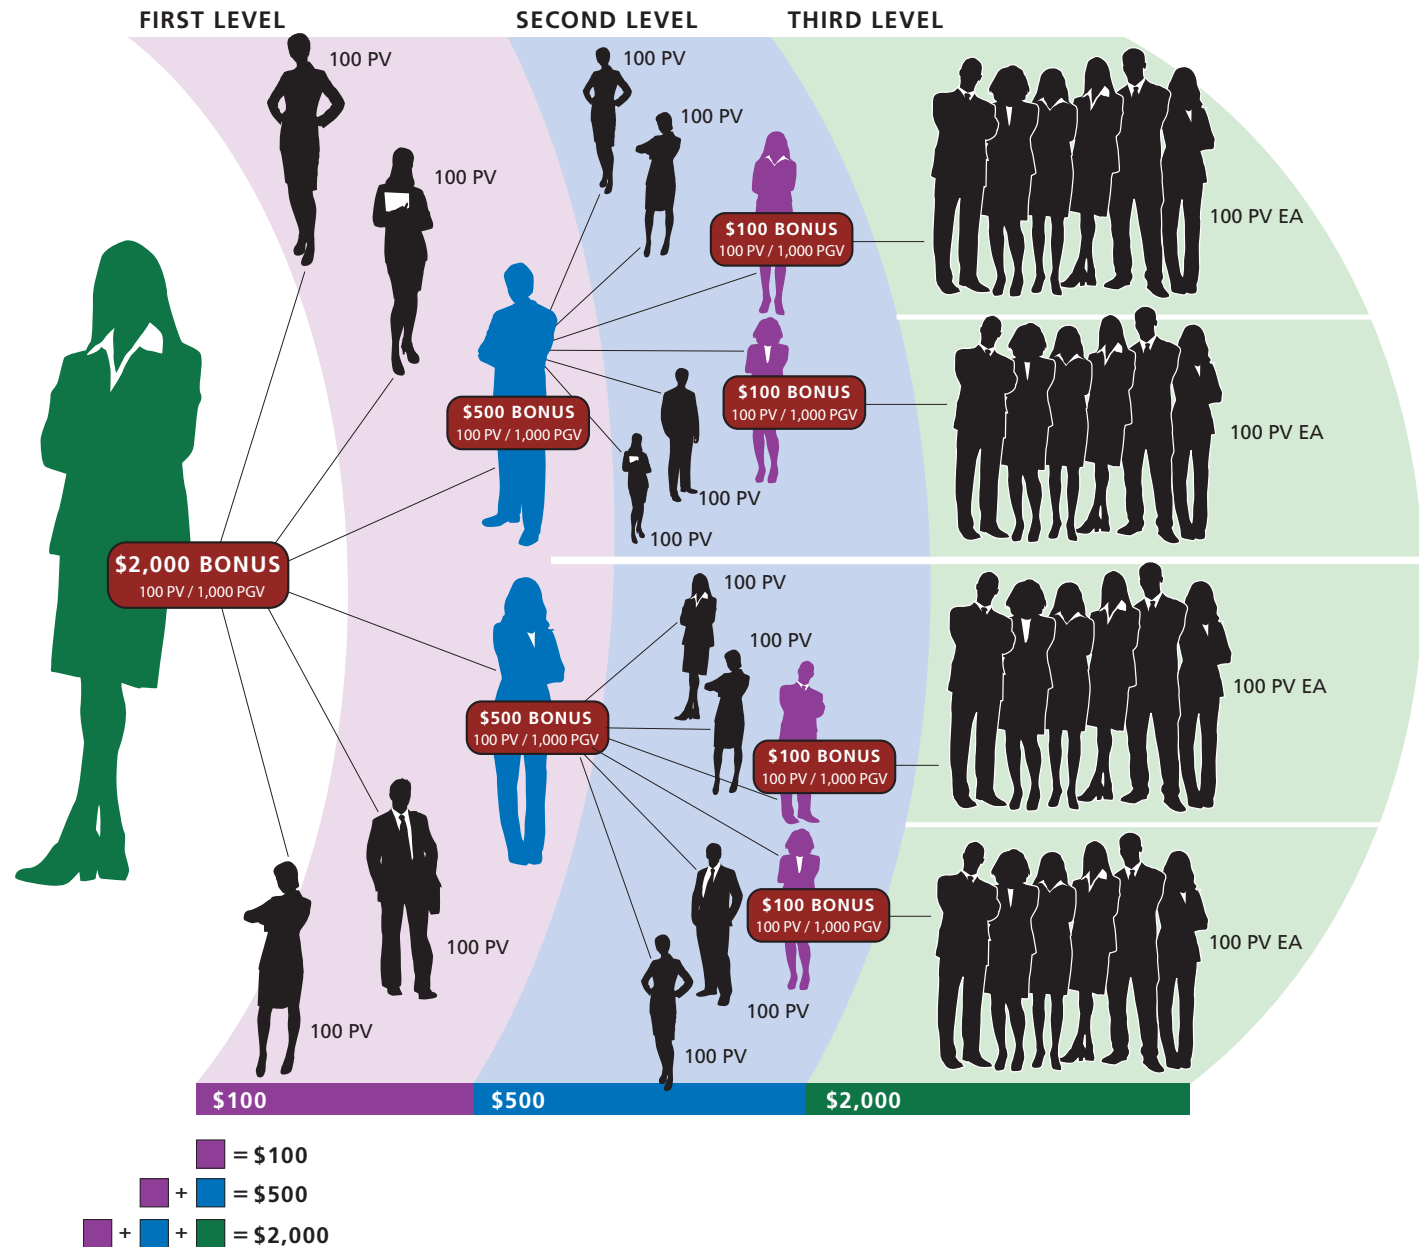 FIRST LEVEL
SECOND LEVEL
THIRD LEVEL
100 PV
100 PV
100 PV
100 PV
$100 BONUS
100 PV / 1,000 PGV
100 PV EA
$500 BONUS
100 PV / 1,000 PGV
$100 BONUS
100 PV / 1,000 PGV
100 PV EA
100 PV
100 PV
$2,000 BONUS
100 PV / 1,000 PGV
100 PV
100 PV
$500 BONUS
100 PV / 1,000 PGV
$100 BONUS
100 PV / 1,000 PGV
100 PV EA
$100 BONUS
100 PV / 1,000 PGV
100 PV EA
100 PV
100 PV
100 PV
100 PV
$100
$500
$2,000
= $100
+ = $500
+ + = $2,000